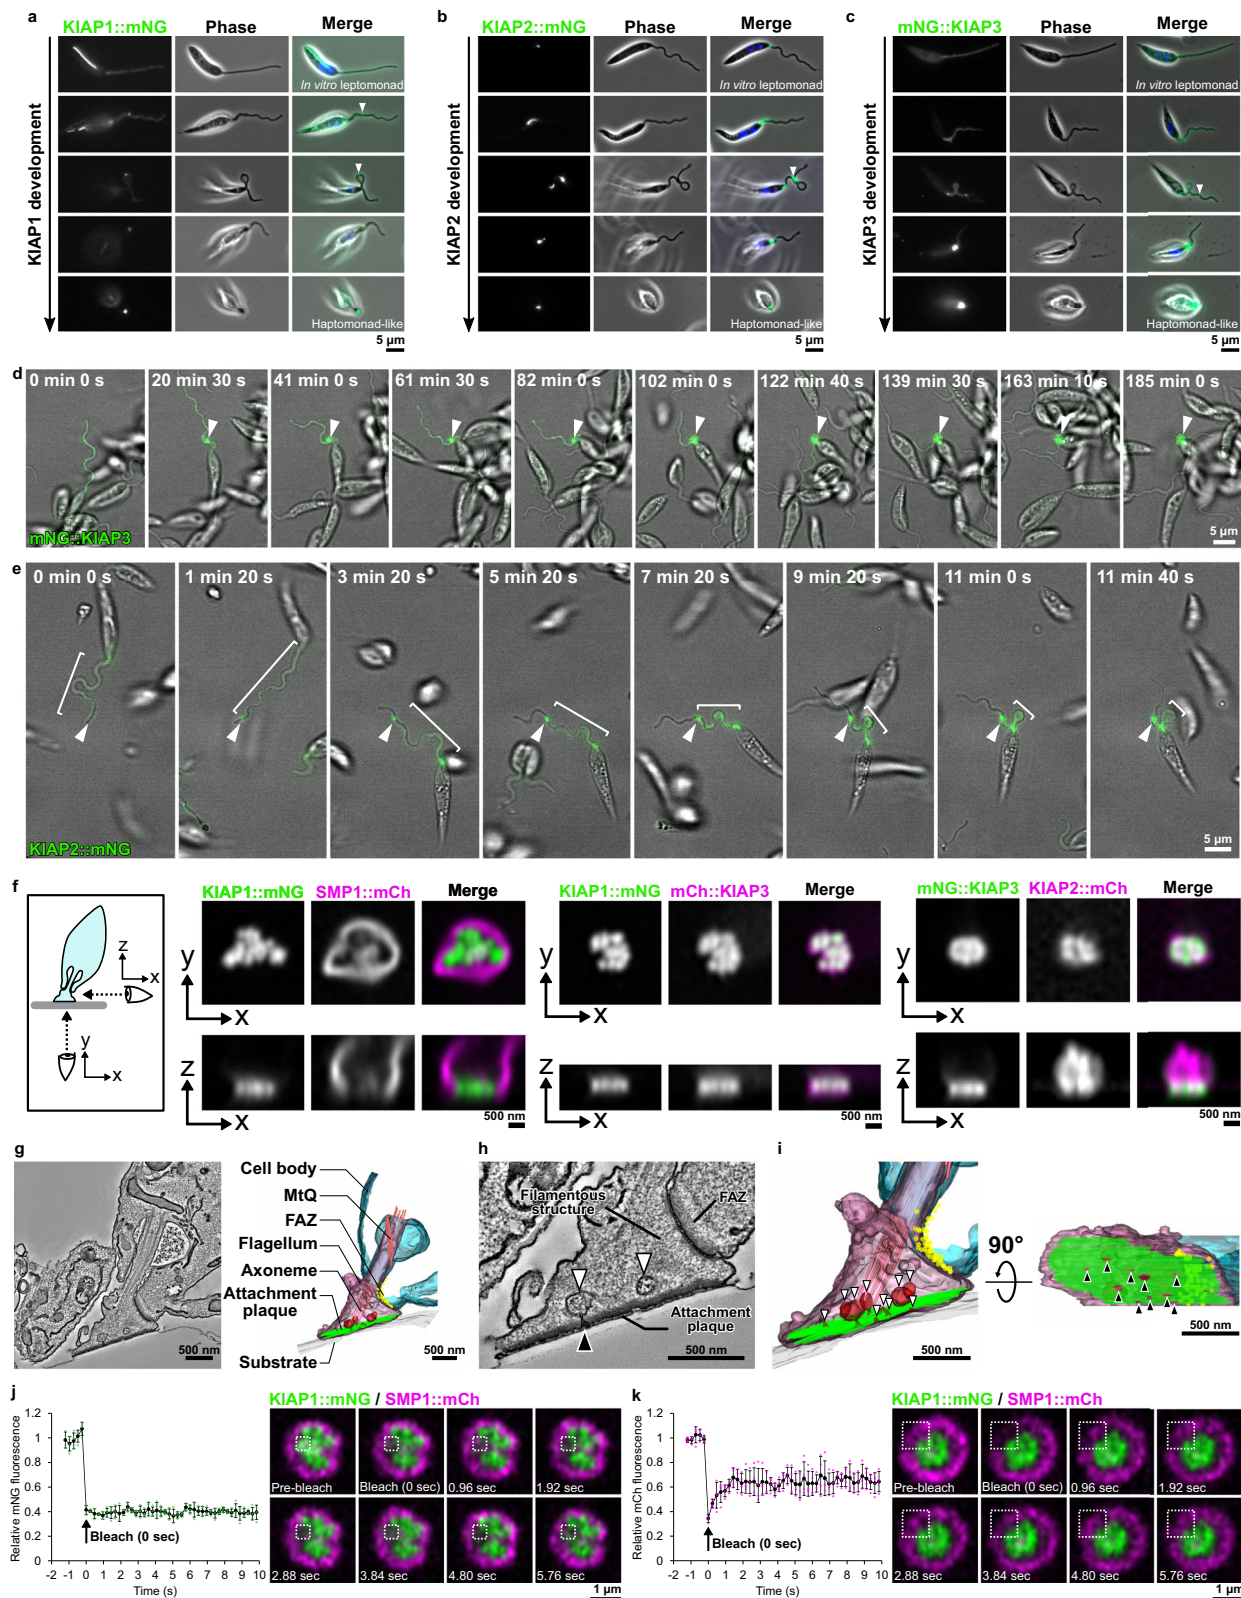 a
KIAP1::mNG Phase Merge
KIAP1 development
In vitro leptomonad
Haptomonad-like
5 µm
b
KIAP2::mNG Phase Merge
KIAP2 development
In vitro leptomonad
Haptomonad-like
5 µm
c
mNG::KIAP3 Phase Merge
KIAP3 development
In vitro leptomonad
Haptomonad-like
5 µm
d
0 min 0 s 20 min 30 s 41 min 0 s 61 min 30 s 82 min 0 s 102 min 0 s 122 min 40 s 139 min 30 s 163 min 10 s 185 min 0 s
mNG::KIAP3
5 µm
e
0 min 0 s 1 min 20 s 3 min 20 s 5 min 20 s 7 min 20 s 9 min 20 s 11 min 0 s 11 min 40 s
KIAP2::mNG
5 µm
f
z
x
y
x
KIAP1::mNG SMP1::mCh Merge
y
x
z
x
500 nm
KIAP1::mNG mCh::KIAP3 Merge
y
x
z
x
500 nm
mNG::KIAP3 KIAP2::mCh Merge
y
x
z
x
500 nm
g
500 nm
Cell body
MtQ
FAZ
Flagellum
Axoneme
Attachment
plaque
Substrate
500 nm
h
Filamentous
structure
FAZ
Attachment
plaque
500 nm
i
90°
500 nm
500 nm
j
Relative mNG fluorescence
1.2
1
0.8
0.6
0.4
0.2
0
Bleach (0 sec)
-2 -1 0 1 2 3 4 5 6 7 8 9 10
Time (s)
KIAP1::mNG / SMP1::mCh
Pre-bleach Bleach (0 sec) 0.96 sec 1.92 sec
2.88 sec 3.84 sec 4.80 sec 5.76 sec
1 µm
k
Relative mCh fluorescence
1.2
1
0.8
0.6
0.4
0.2
0
Bleach (0 sec)
-2 -1 0 1 2 3 4 5 6 7 8 9 10
Time (s)
KIAP1::mNG / SMP1::mCh
Pre-bleach Bleach (0 sec) 0.96 sec 1.92 sec
2.88 sec 3.84 sec 4.80 sec 5.76 sec
1 µm